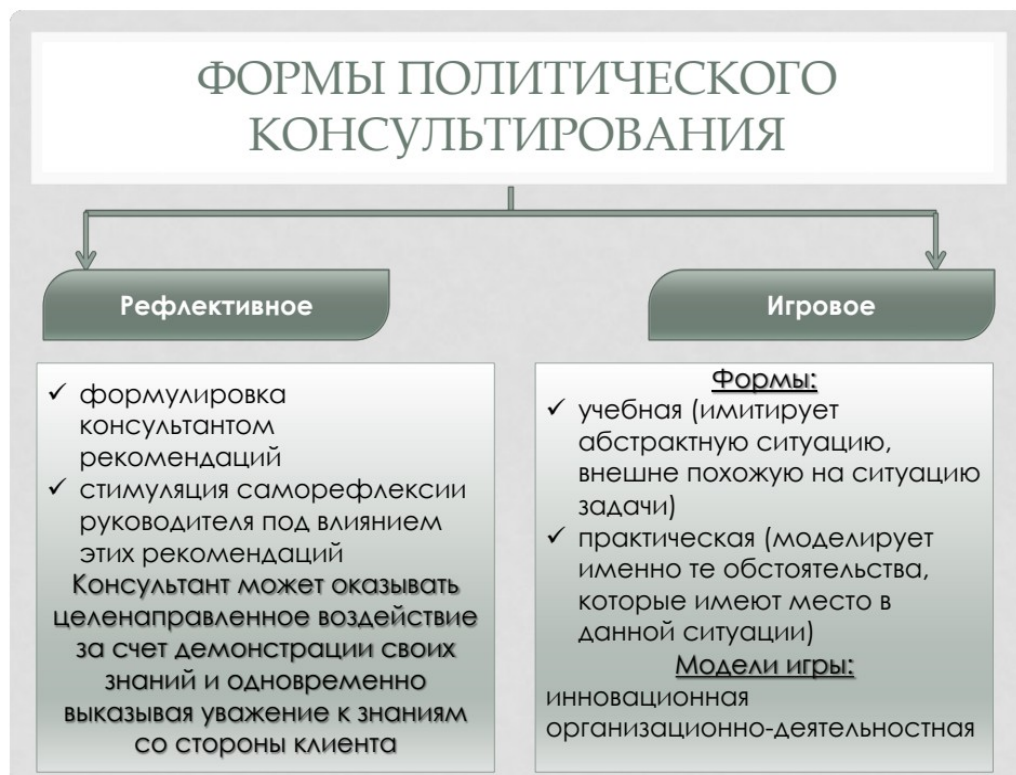 ФОРМЫ ПОЛИТИЧЕСКОГО
КОНСУЛЬТИРОВАНИЯ
Рефлективное
✓ формулировка
консультантом
рекомендаций
✓ стимуляция саморефлексии
руководителя под влиянием
этих рекомендаций
Консультант может оказывать
целенаправленное воздействие
за счет демонстрации своих
знаний и одновременно
выказывая уважение к знаниям
со стороны клиента
Игровое
Формы:
✓ учебная (имитирует
абстрактную ситуацию,
внешне похожую на ситуацию
задачи)
✓ практическая (моделирует
именно те обстоятельства,
которые имеют место в
данной ситуации)
Модели игры:
инновационная
организационно-деятельностная